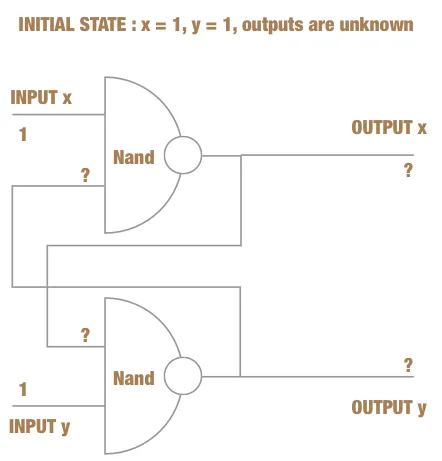 INITIAL STATE : x = 1, y = 1, outputs are unknown
INPUT x
1
OUTPUT x
?
?
Nand
?
Nand
1
INPUT y
?
OUTPUT y